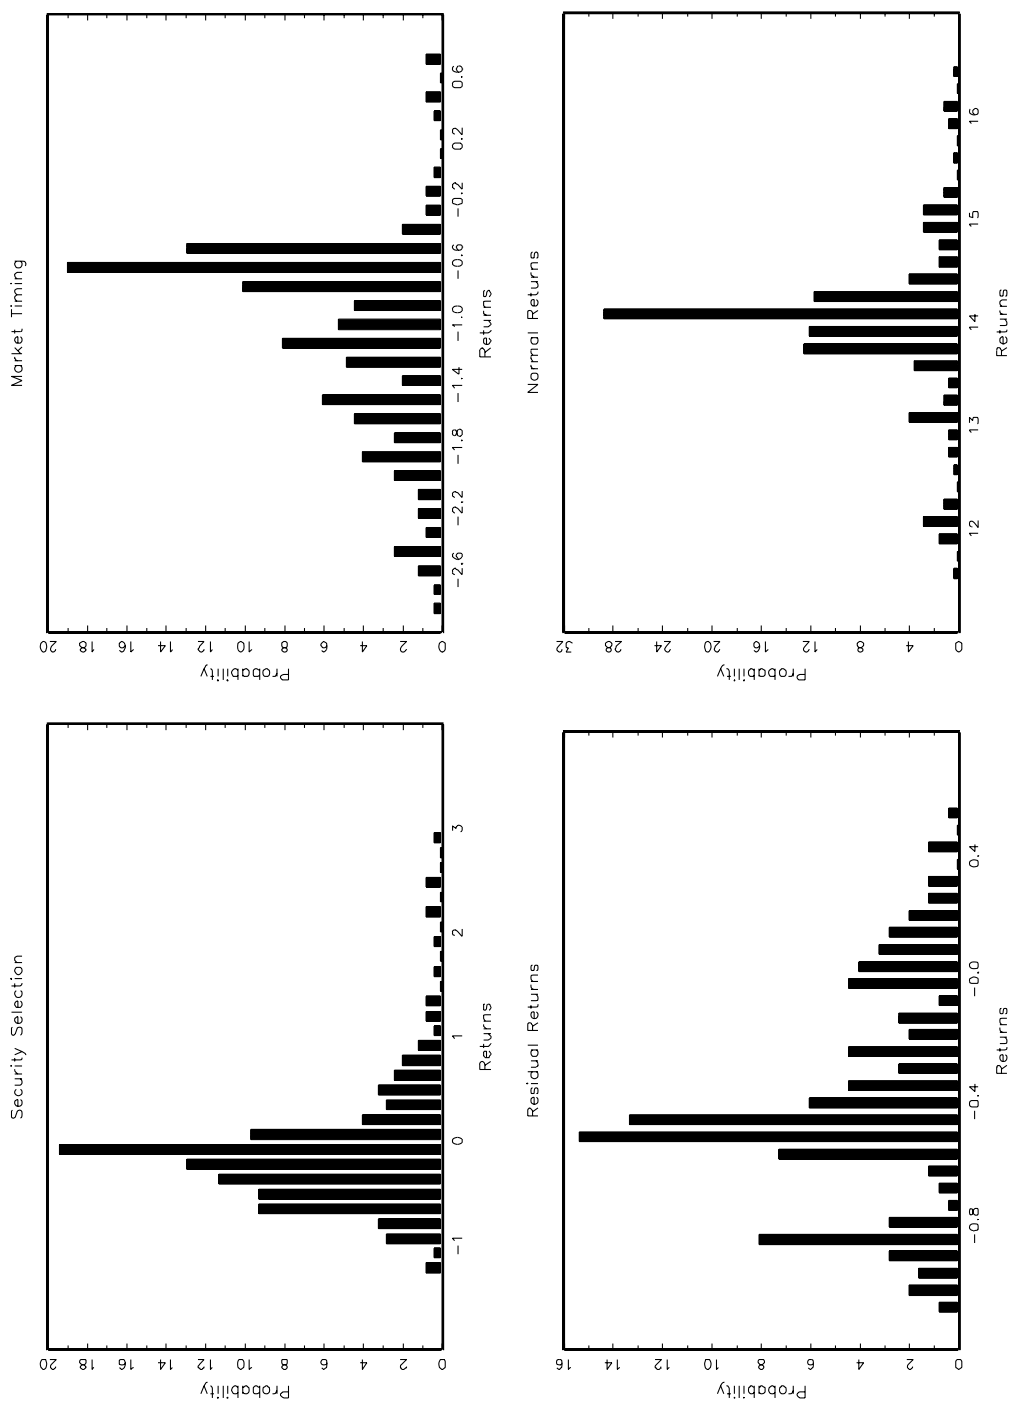 Security Selection
Probability
0 2 4 6 8 10 12 14 16 18 20
-1 0 1 2 3
Returns
Market Timing
Probability
0 2 4 6 8 10 12 14 16 18 20
-2.6 -2.2 -1.8 -1.4 -1.0 -0.6 -0.2 0.2 0.6
Returns
Residual Returns
Probability
0 2 4 6 8 10 12 14 16
-0.8 -0.4 -0.0 0.4
Returns
Normal Returns
Probability
0 4 8 12 16 20 24 28 32
12 13 14 15 16
Returns